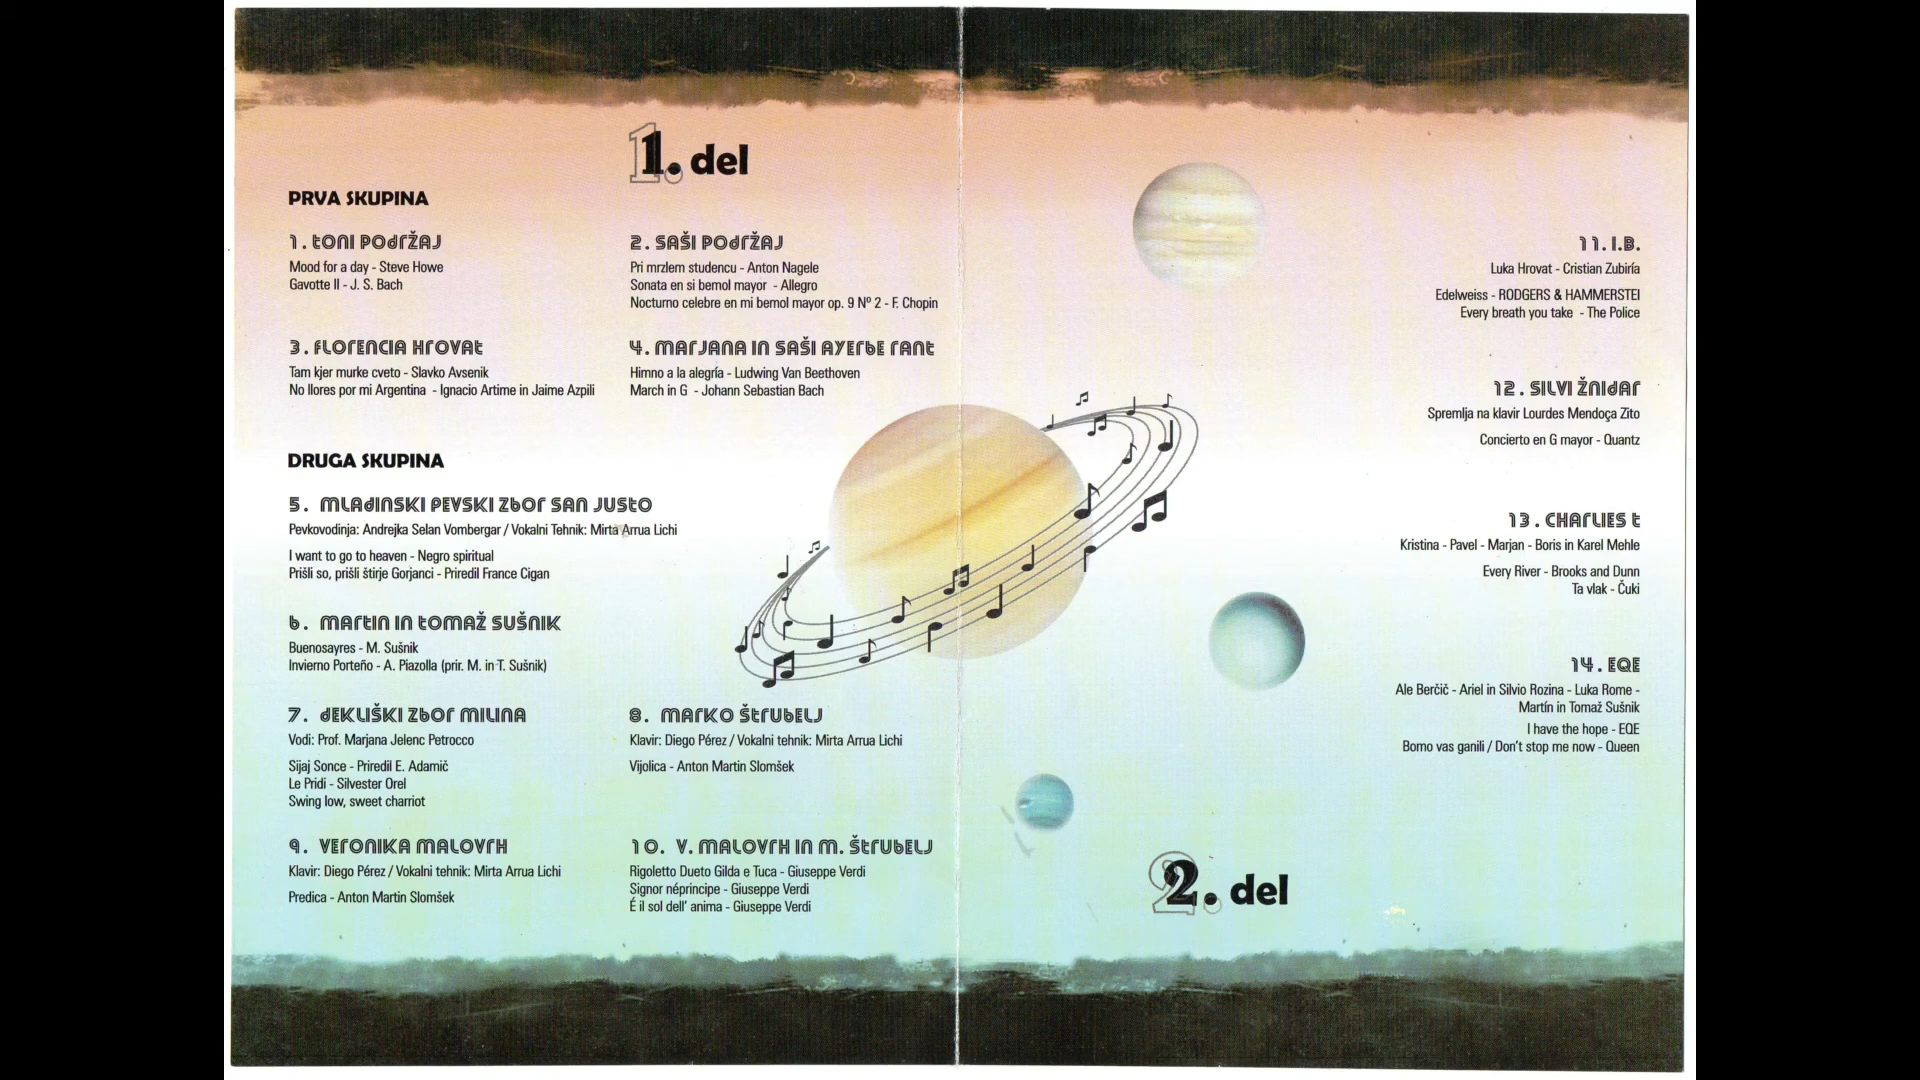 1. del
PRVA SKUPINA
1. TONI PODRŽAJ
Mood for a day - Steve Howe
Gavotte II - J. S. Bach
2. SAŠI PODRŽAJ
Pri mrzlem studencu - Anton Nagele
Sonata en si bemol mayor - Allegro
Nocturno celebre en mi bemol mayor op. 9 Nº 2 - F. Chopin
3. FLORENCIA HROVAT
Tam kjer murke cveto - Slavko Avsenik
No llores por mi Argentina - Ignacio Artime in Jaime Azpili
4. MARJANA IN SAŠI AYERBE RANT
Himno a la alegría - Ludwing Van Beethoven
March in G - Johann Sebastian Bach
DRUGA SKUPINA
5. MLADINSKI PEVSKI ZBOR SAN JUSTO
Pevkovodinja: Andrejka Selan Vombergar / Vokalni Tehnik: Mirta Arrua Lichi
I want to go to heaven - Negro spiritual
Prišli so, prišli štirje Gorjanci - Priredil France Cigan
6. MARTIN IN TOMAŽ SUŠNIK
Buenosayres - M. Sušnik
Invierno Porteño - A. Piazolla (prir. M. in T. Sušnik)
7. DEKLIŠKI ZBOR MILINA
Vodi: Prof. Marjana Jelenc Petrocco
Sijaj Sonce - Priredil E. Adamič
Le Pridi - Silvester Orel
Swing low, sweet charriot
8. MARKO ŠTRUBELJ
Klavir: Diego Pérez / Vokalni tehnik: Mirta Arrua Lichi
Vijolica - Anton Martin Slomšek
9. VERONIKA MALOVRH
Klavir: Diego Pérez / Vokalni tehnik: Mirta Arrua Lichi
Predica - Anton Martin Slomšek
10. V. MALOVRH IN M. ŠTRUBELJ
Rigoletto Dueto Gilda e Tuca - Giuseppe Verdi
Signor néprincipe - Giuseppe Verdi
É il sol dell' anima - Giuseppe Verdi
11. I.B.
Luka Hrovat - Cristian Zubiría
Edelweiss - RODGERS & HAMMERSTEI
Every breath you take - The Police
12. SILVI ŽNIDAR
Spremlja na klavir Lourdes Mendoça Zito
Concierto en G mayor - Quantz
13. CHARLIES T
Kristina - Pavel - Marjan - Boris in Karel Mehle
Every River - Brooks and Dunn
Ta vlak - Čuki
14. EQE
Ale Berčič - Ariel in Silvio Rozina - Luka Rome -
Martín in Tomaž Sušnik
I have the hope - EQE
Bomo vas ganili / Don't stop me now - Queen
2. del